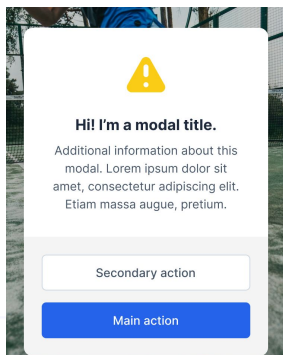 Hi! I'm a modal title.
Additional information about this
modal. Lorem ipsum dolor sit
amet, consectetur adipiscing elit.
Etiam massa augue, pretium.
Secondary action
Main action